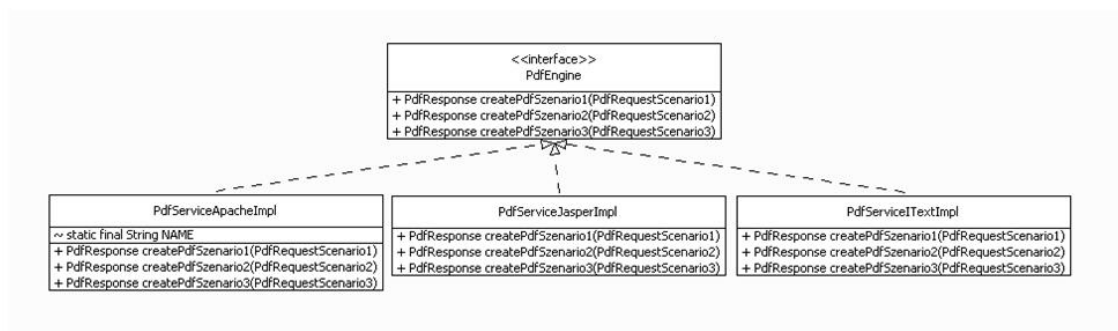 <<interface>>
PdfEngine
+ PdfResponse createPdfSzenario1(PdfRequestScenario1)
+ PdfResponse createPdfSzenario2(PdfRequestScenario2)
+ PdfResponse createPdfSzenario3(PdfRequestScenario3)
PdfServiceApacheImpl
~ static final String NAME
+ PdfResponse createPdfSzenario1(PdfRequestScenario1)
+ PdfResponse createPdfSzenario2(PdfRequestScenario2)
+ PdfResponse createPdfSzenario3(PdfRequestScenario3)
PdfServiceJasperImpl
+ PdfResponse createPdfSzenario1(PdfRequestScenario1)
+ PdfResponse createPdfSzenario2(PdfRequestScenario2)
+ PdfResponse createPdfSzenario3(PdfRequestScenario3)
PdfServiceITextImpl
+ PdfResponse createPdfSzenario1(PdfRequestScenario1)
+ PdfResponse createPdfSzenario2(PdfRequestScenario2)
+ PdfResponse createPdfSzenario3(PdfRequestScenario3)